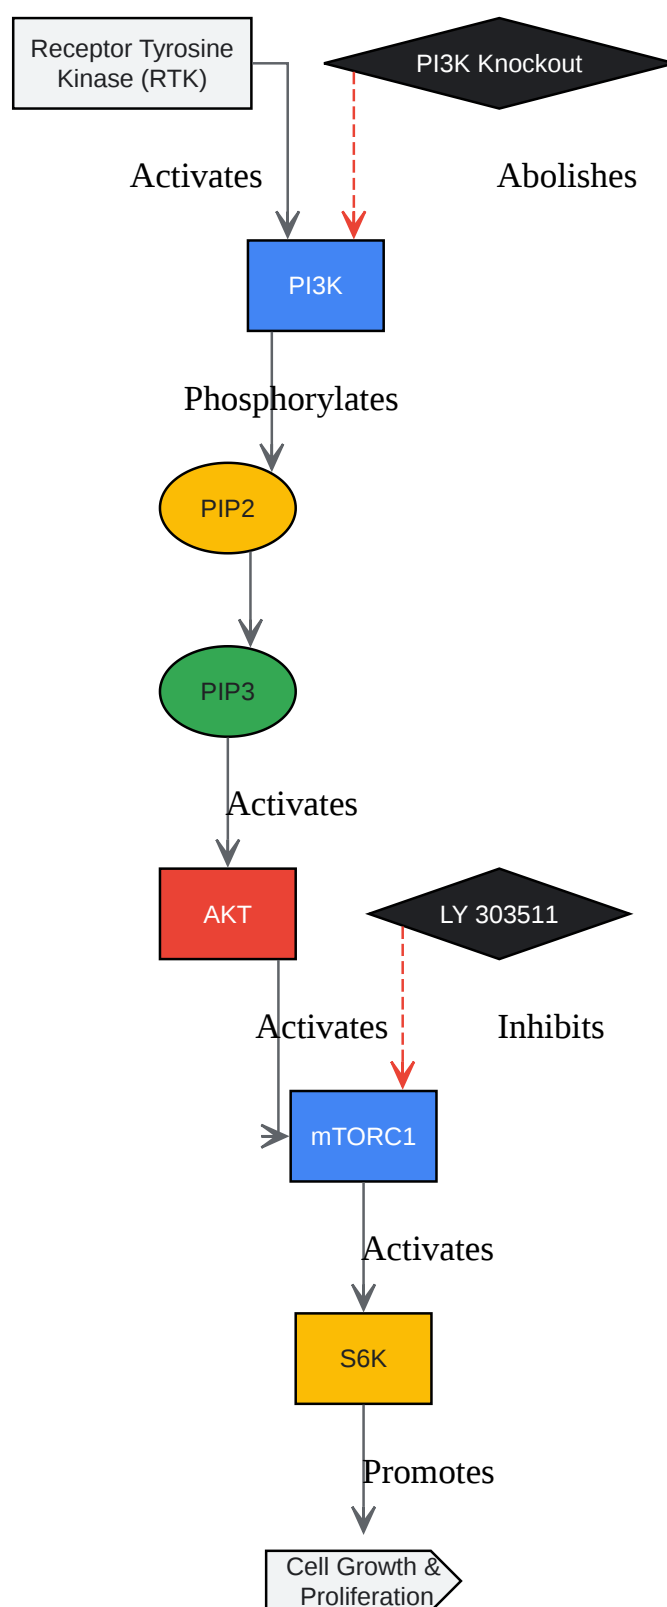 Receptor Tyrosine
Kinase (RTK)
PI3K Knockout
Activates
Abolishes
PI3K
Phosphorylates
PIP2
PIP3
Activates
AKT
LY 303511
Activates
Inhibits
mTORC1
Activates
S6K
Promotes
Cell Growth &
Proliferation